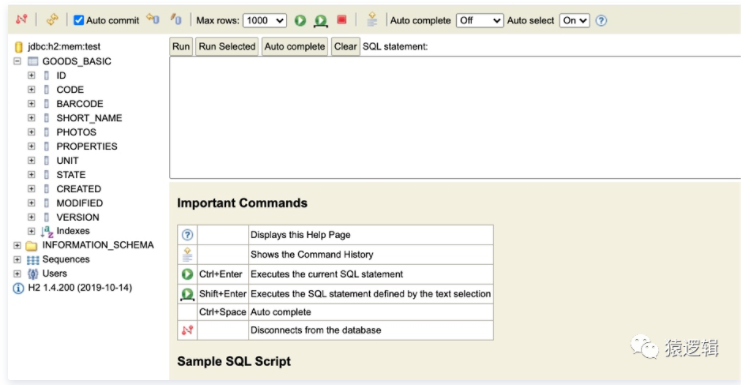 Auto commit Max rows: 1000 Auto complete Off Auto select On
jdbc:h2:mem:test
GOODS_BASIC
ID
CODE
BARCODE
SHORT_NAME
PHOTOS
PROPERTIES
UNIT
STATE
CREATED
MODIFIED
VERSION
Indexes
INFORMATION_SCHEMA
Sequences
Users
H2 1.4.200 (2019-10-14)
Run Run Selected Auto complete Clear SQL statement:
Important Commands
Displays this Help Page
Shows the Command History
Ctrl+Enter Executes the current SQL statement
Shift+Enter Executes the SQL statement defined by the text selection
Ctrl+Space Auto complete
Disconnects from the database
Sample SQL Script
猿逻辑